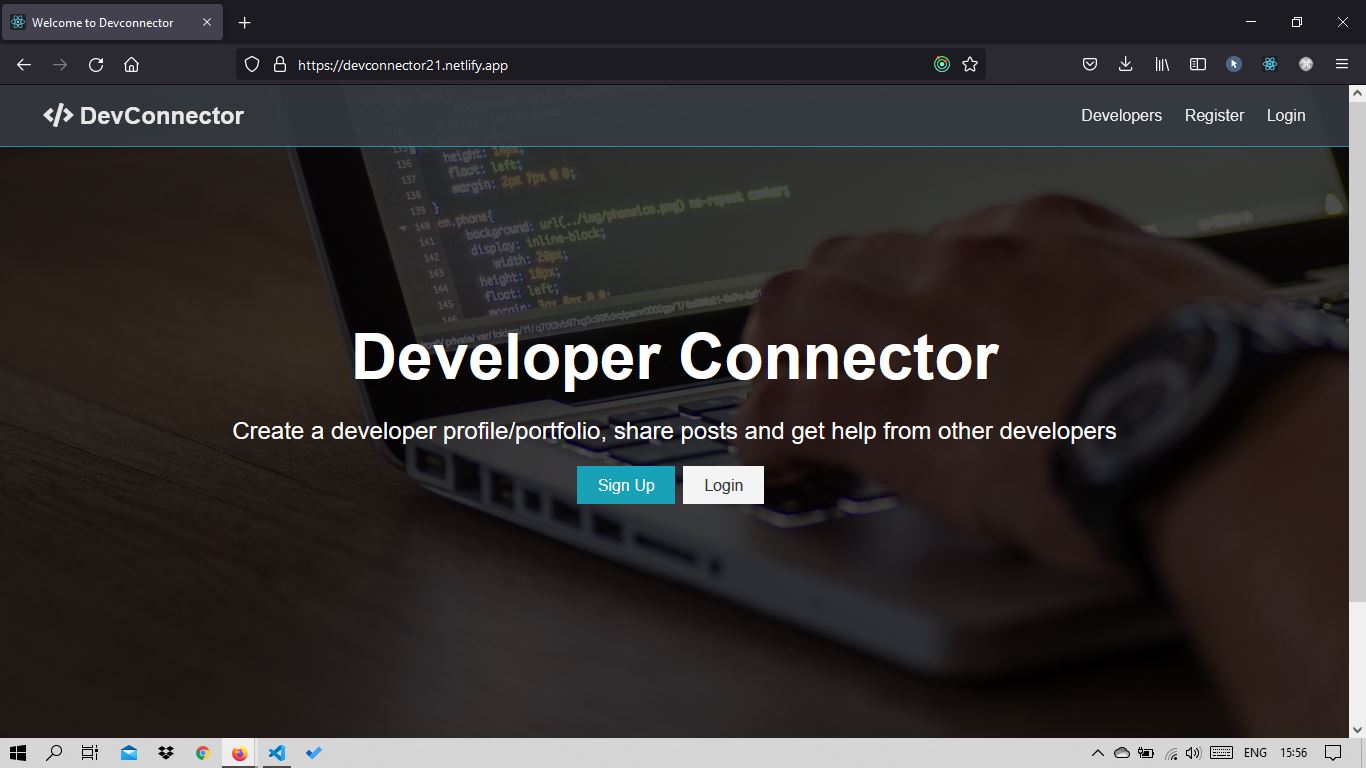 Welcome to Devconnector
https://devconnector21.netlify.app
</> DevConnector
Developers Register Login
136 height: 14px;
137 float: left;
138 margin: 2px 7px 0 0;
139 }
140 em.phone{
141 background: url(../img/phoneico.png) no-repeat center;
142 display: inline-block;
143 width: 20px;
144 height: 18px;
145 float: left;
146
Developer Connector
Create a developer profile/portfolio, share posts and get help from other developers
Sign Up Login
ENG 15:56